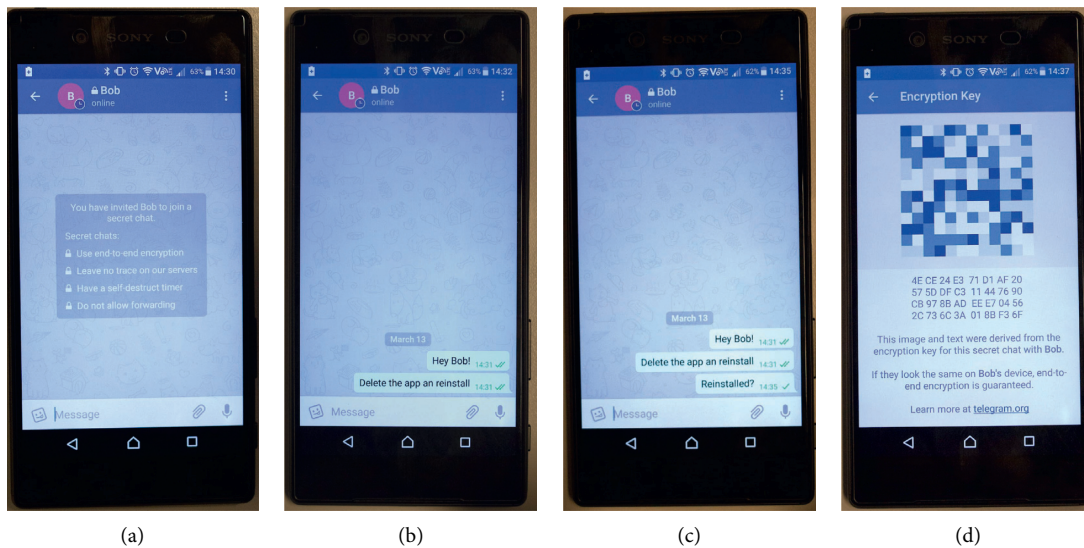 SONY
63% 14:30
Bob
online
You have invited Bob to join a
secret chat.
Secret chats:
Use end-to-end encryption
Leave no trace on our servers
Have a self-destruct timer
Do not allow forwarding
Message
(a)
SONY
63% 14:32
B
Bob
online
March 13
Hey Bob! 14:31
Delete the app an reinstall 14:31
Message
(b)
SONY
62% 14:35
B
Bob
online
March 13
Hey Bob! 14:31
Delete the app an reinstall 14:31
Reinstalled? 14:35
Message
(c)
SONY
62% 14:37
Encryption Key
4E CE 24 E3 71 D1 AF 20
57 5D DF C3 11 44 76 90
CB 97 8B AD EE E7 04 56
2C 73 6C 3A 01 8B F3 6F
This image and text were derived from the
encryption key for this secret chat with Bob.
If they look the same on Bob's device, end-to-
end encryption is guaranteed.
Learn more at telegram.org
(d)